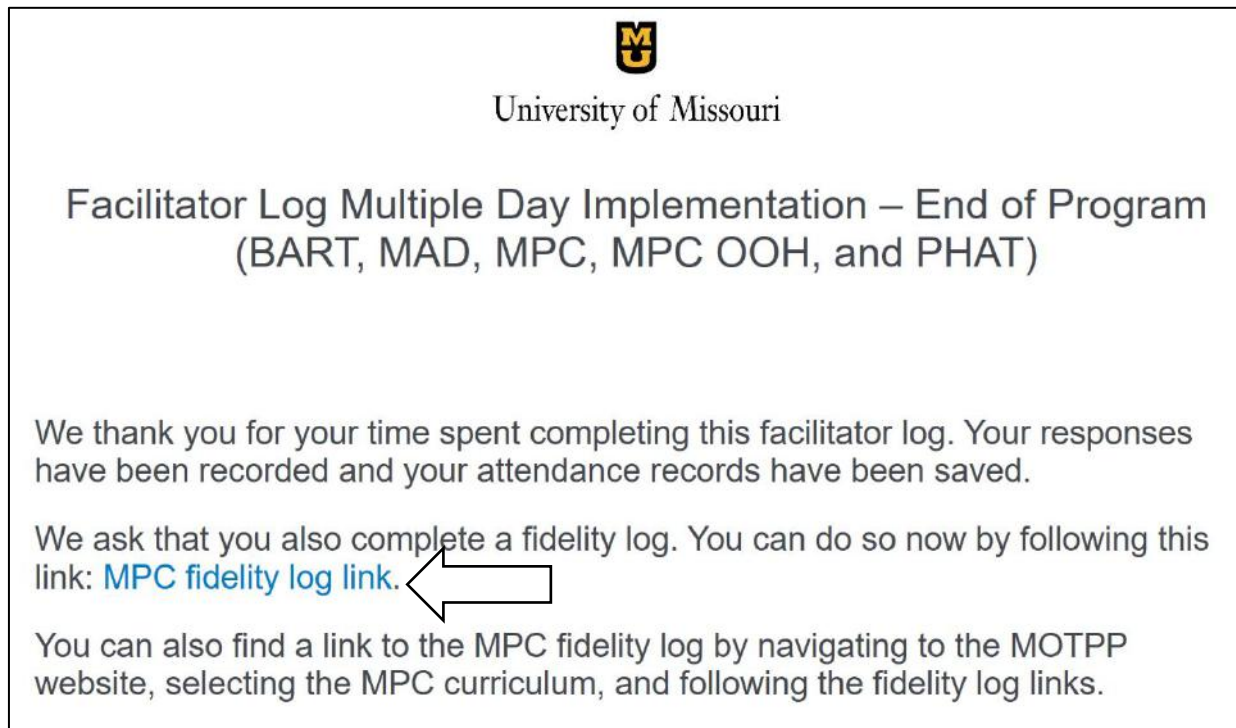 MU
University of Missouri
Facilitator Log Multiple Day Implementation – End of Program
(BART, MAD, MPC, MPC OOH, and PHAT)
We thank you for your time spent completing this facilitator log. Your responses
have been recorded and your attendance records have been saved.
We ask that you also complete a fidelity log. You can do so now by following this
link: MPC fidelity log link.
You can also find a link to the MPC fidelity log by navigating to the MOTPP
website, selecting the MPC curriculum, and following the fidelity log links.